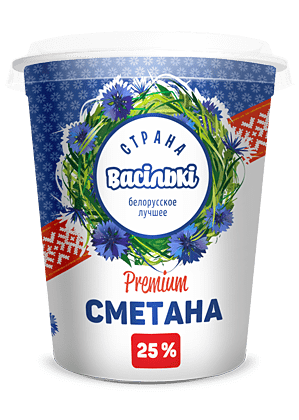 СТРАНА
Васількі
белорусское
лучшее
Premium
СМЕТАНА
25 %